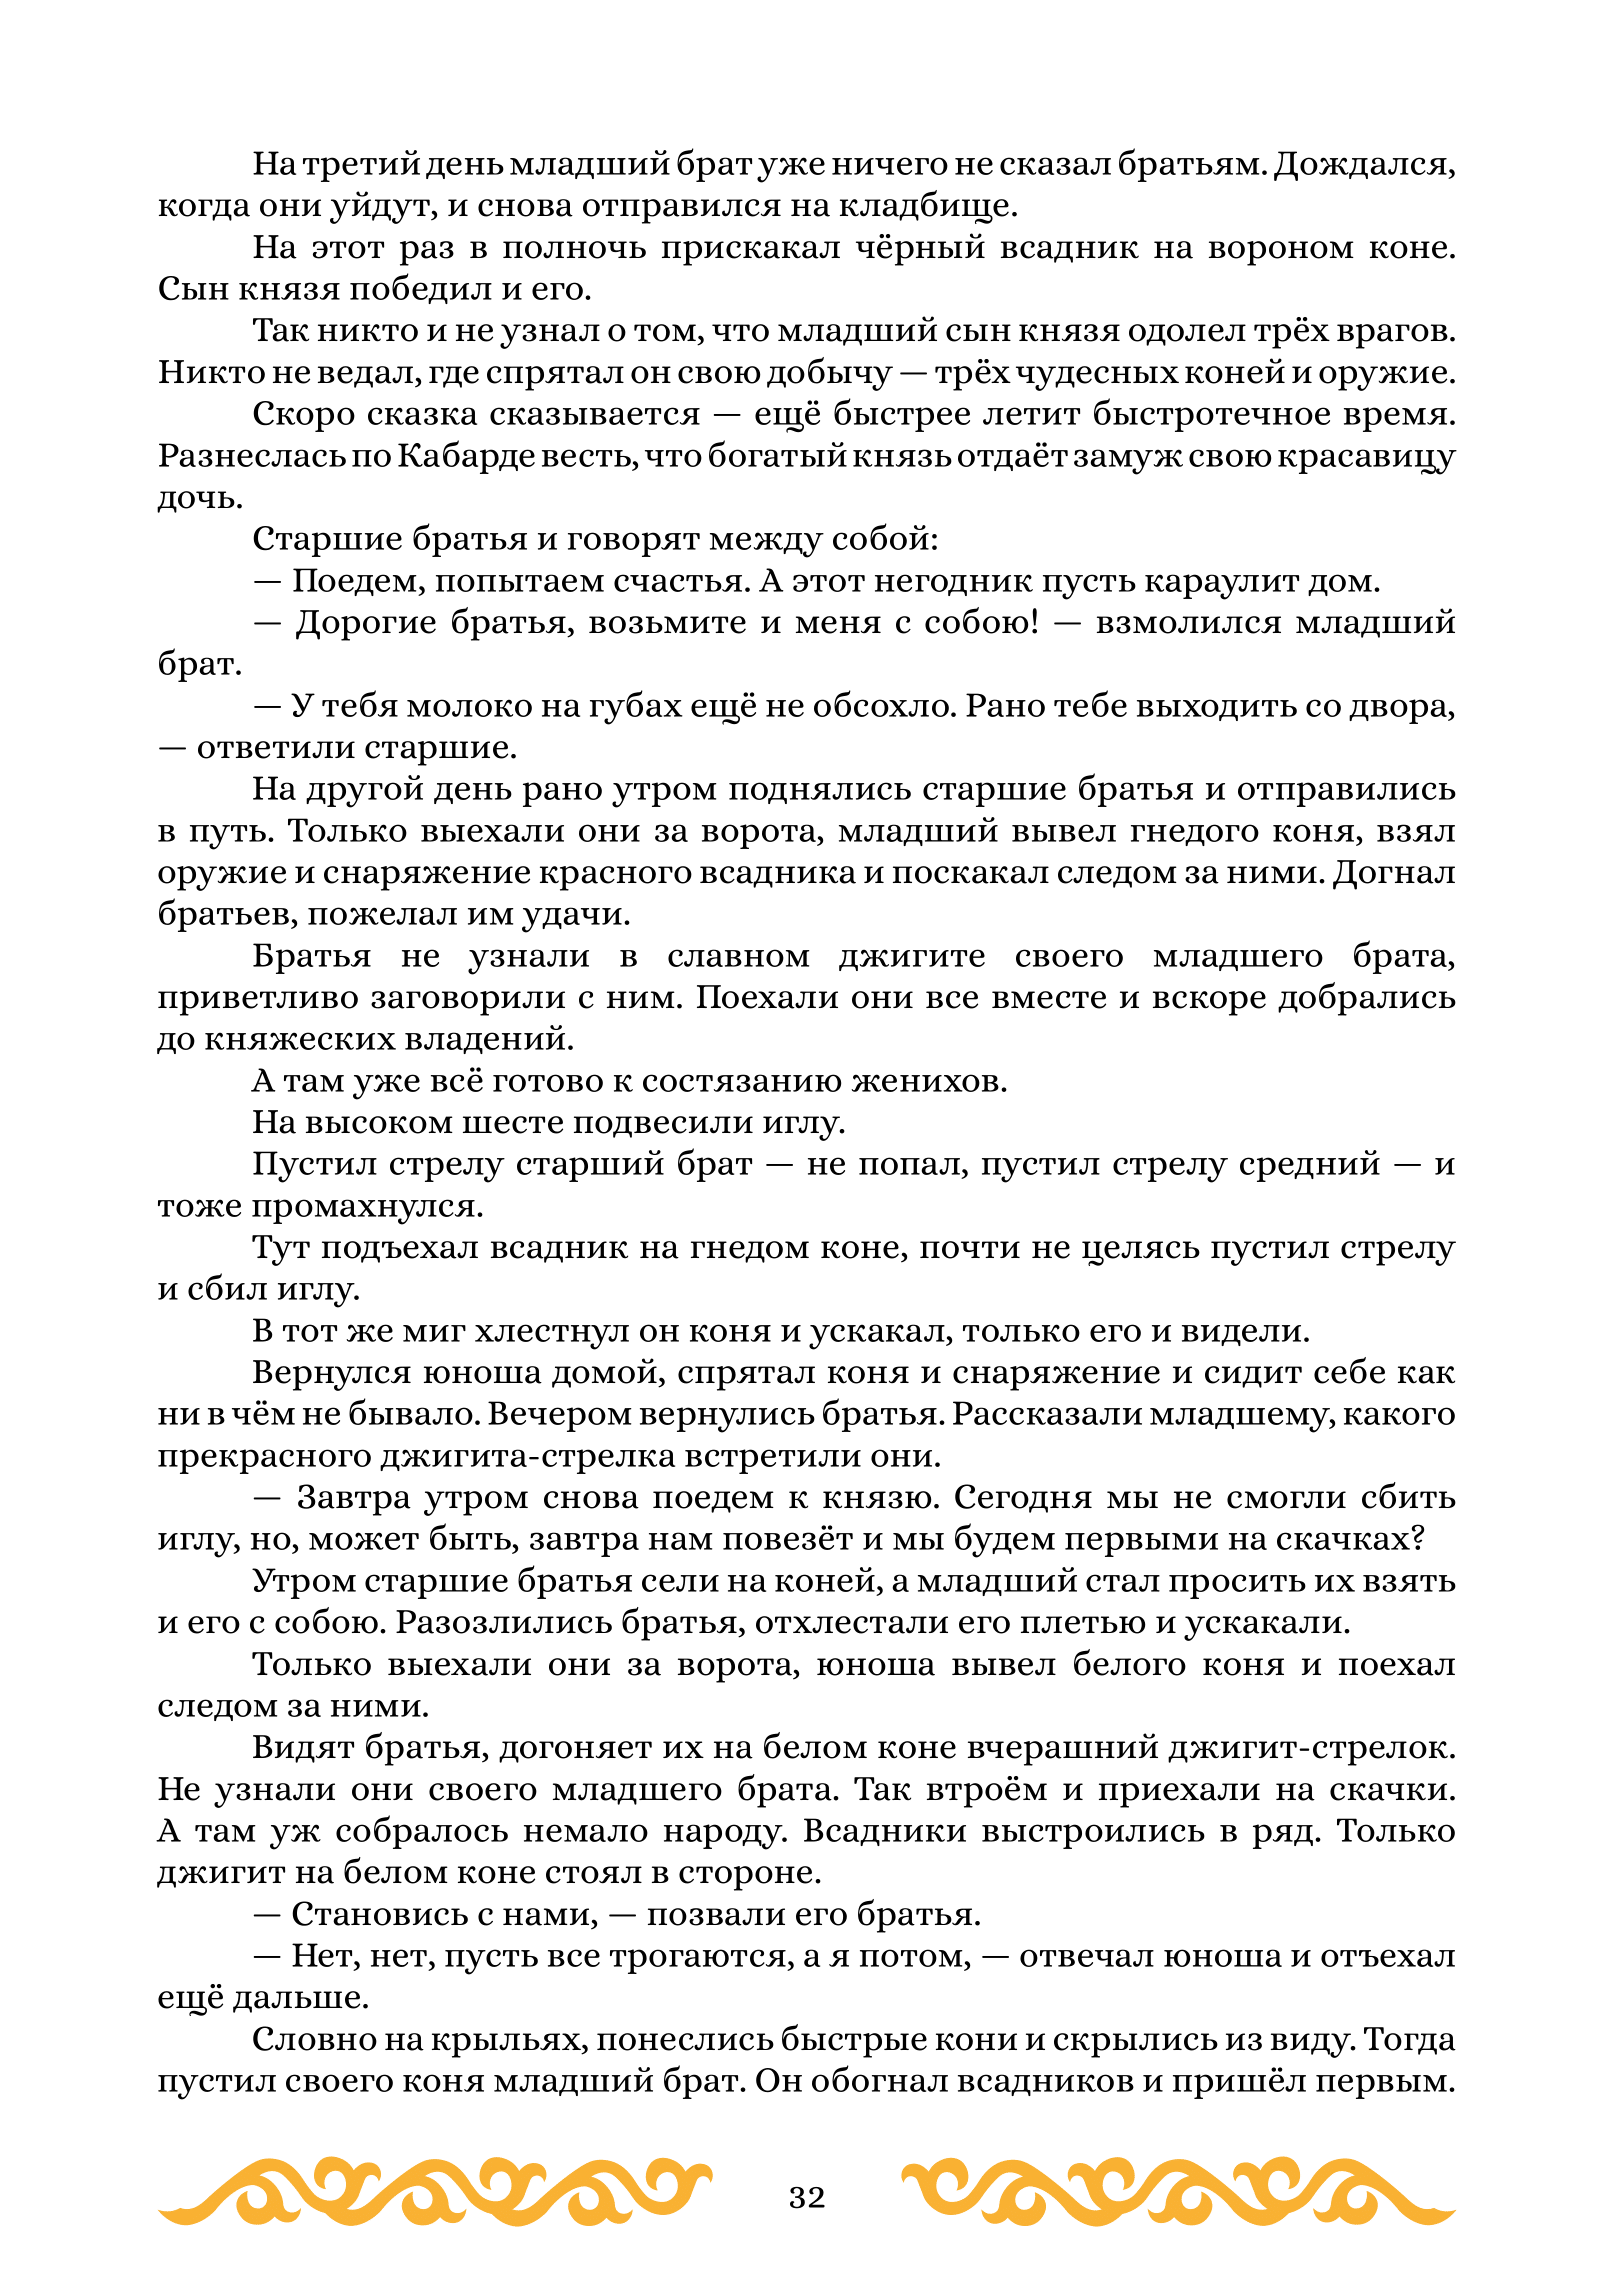 На третий день младший брат уже ничего не сказал братьям. Дождался,
когда они уйдут, и снова отправился на кладбище.
На этот раз в полночь прискакал чёрный всадник на вороном коне.
Сын князя победил и его.
Так никто и не узнал о том, что младший сын князя одолел трёх врагов.
Никто не ведал, где спрятал он свою добычу — трёх чудесных коней и оружие.
Скоро сказка сказывается — ещё быстрее летит быстротечное время.
Разнеслась по Кабарде весть, что богатый князь отдаёт замуж свою красавицу
дочь.
Старшие братья и говорят между собой:
— Поедем, попытаем счастья. А этот негодник пусть караулит дом.
— Дорогие братья, возьмите и меня с собою! — взмолился младший
брат.
— У тебя молоко на губах ещё не обсохло. Рано тебе выходить со двора,
— ответили старшие.
На другой день рано утром поднялись старшие братья и отправились
в путь. Только выехали они за ворота, младший вывел гнедого коня, взял
оружие и снаряжение красного всадника и поскакал следом за ними. Догнал
братьев, пожелал им удачи.
Братья не узнали в славном джигите своего младшего брата,
приветливо заговорили с ним. Поехали они все вместе и вскоре добрались
до княжеских владений.
А там уже всё готово к состязанию женихов.
На высоком шесте подвесили иглу.
Пустил стрелу старший брат — не попал, пустил стрелу средний — и
тоже промахнулся.
Тут подъехал всадник на гнедом коне, почти не целясь пустил стрелу
и сбил иглу.
В тот же миг хлестнул он коня и ускакал, только его и видели.
Вернулся юноша домой, спрятал коня и снаряжение и сидит себе как
ни в чём не бывало. Вечером вернулись братья. Рассказали младшему, какого
прекрасного джигита-стрелка встретили они.
— Завтра утром снова поедем к князю. Сегодня мы не смогли сбить
иглу, но, может быть, завтра нам повезёт и мы будем первыми на скачках?
Утром старшие братья сели на коней, а младший стал просить их взять
и его с собою. Разозлились братья, отхлестали его плетью и ускакали.
Только выехали они за ворота, юноша вывел белого коня и поехал
следом за ними.
Видят братья, догоняет их на белом коне вчерашний джигит-стрелок.
Не узнали они своего младшего брата. Так втроём и приехали на скачки.
А там уж собралось немало народу. Всадники выстроились в ряд. Только
джигит на белом коне стоял в стороне.
— Становись с нами, — позвали его братья.
— Нет, нет, пусть все трогаются, а я потом, — отвечал юноша и отъехал
ещё дальше.
Словно на крыльях, понеслись быстрые кони и скрылись из виду. Тогда
пустил своего коня младший брат. Он обогнал всадников и пришёл первым.
32